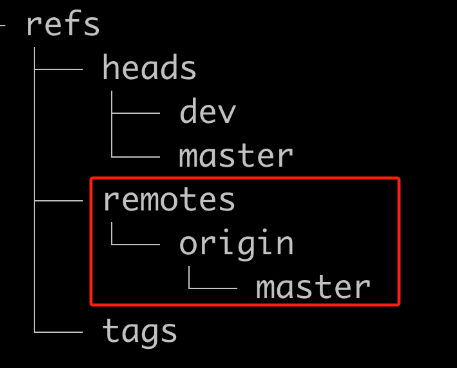 refs
heads
dev
master
remotes
origin
master
tags